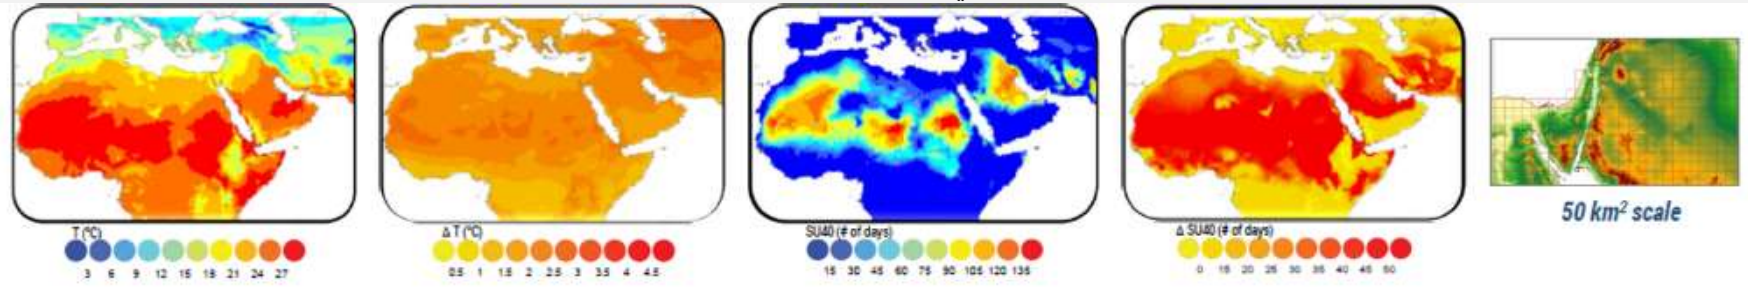 T (°C)
3 6 9 12 15 18 21 24 27
Δ T (°C)
0.5 1 1.5 2 2.5 3 3.5 4 4.5
SU40 (# of days)
15 30 45 60 75 90 105 120 135
Δ SU40 (# of days)
0 15 20 25 30 35 40 45 50
50 km² scale